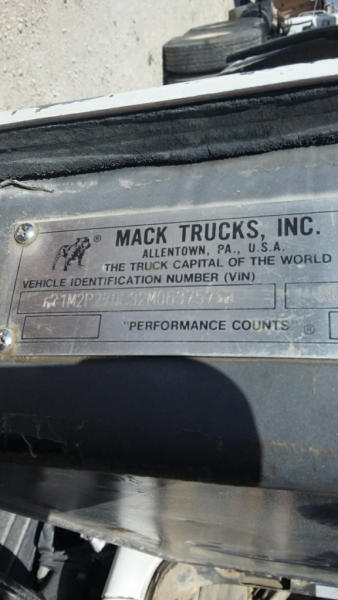 ®
MACK TRUCKS, INC.
ALLENTOWN, PA., U.S.A.
THE TRUCK CAPITAL OF THE WORLD
VEHICLE IDENTIFICATION NUMBER (VIN)
"PERFORMANCE COUNTS" ®